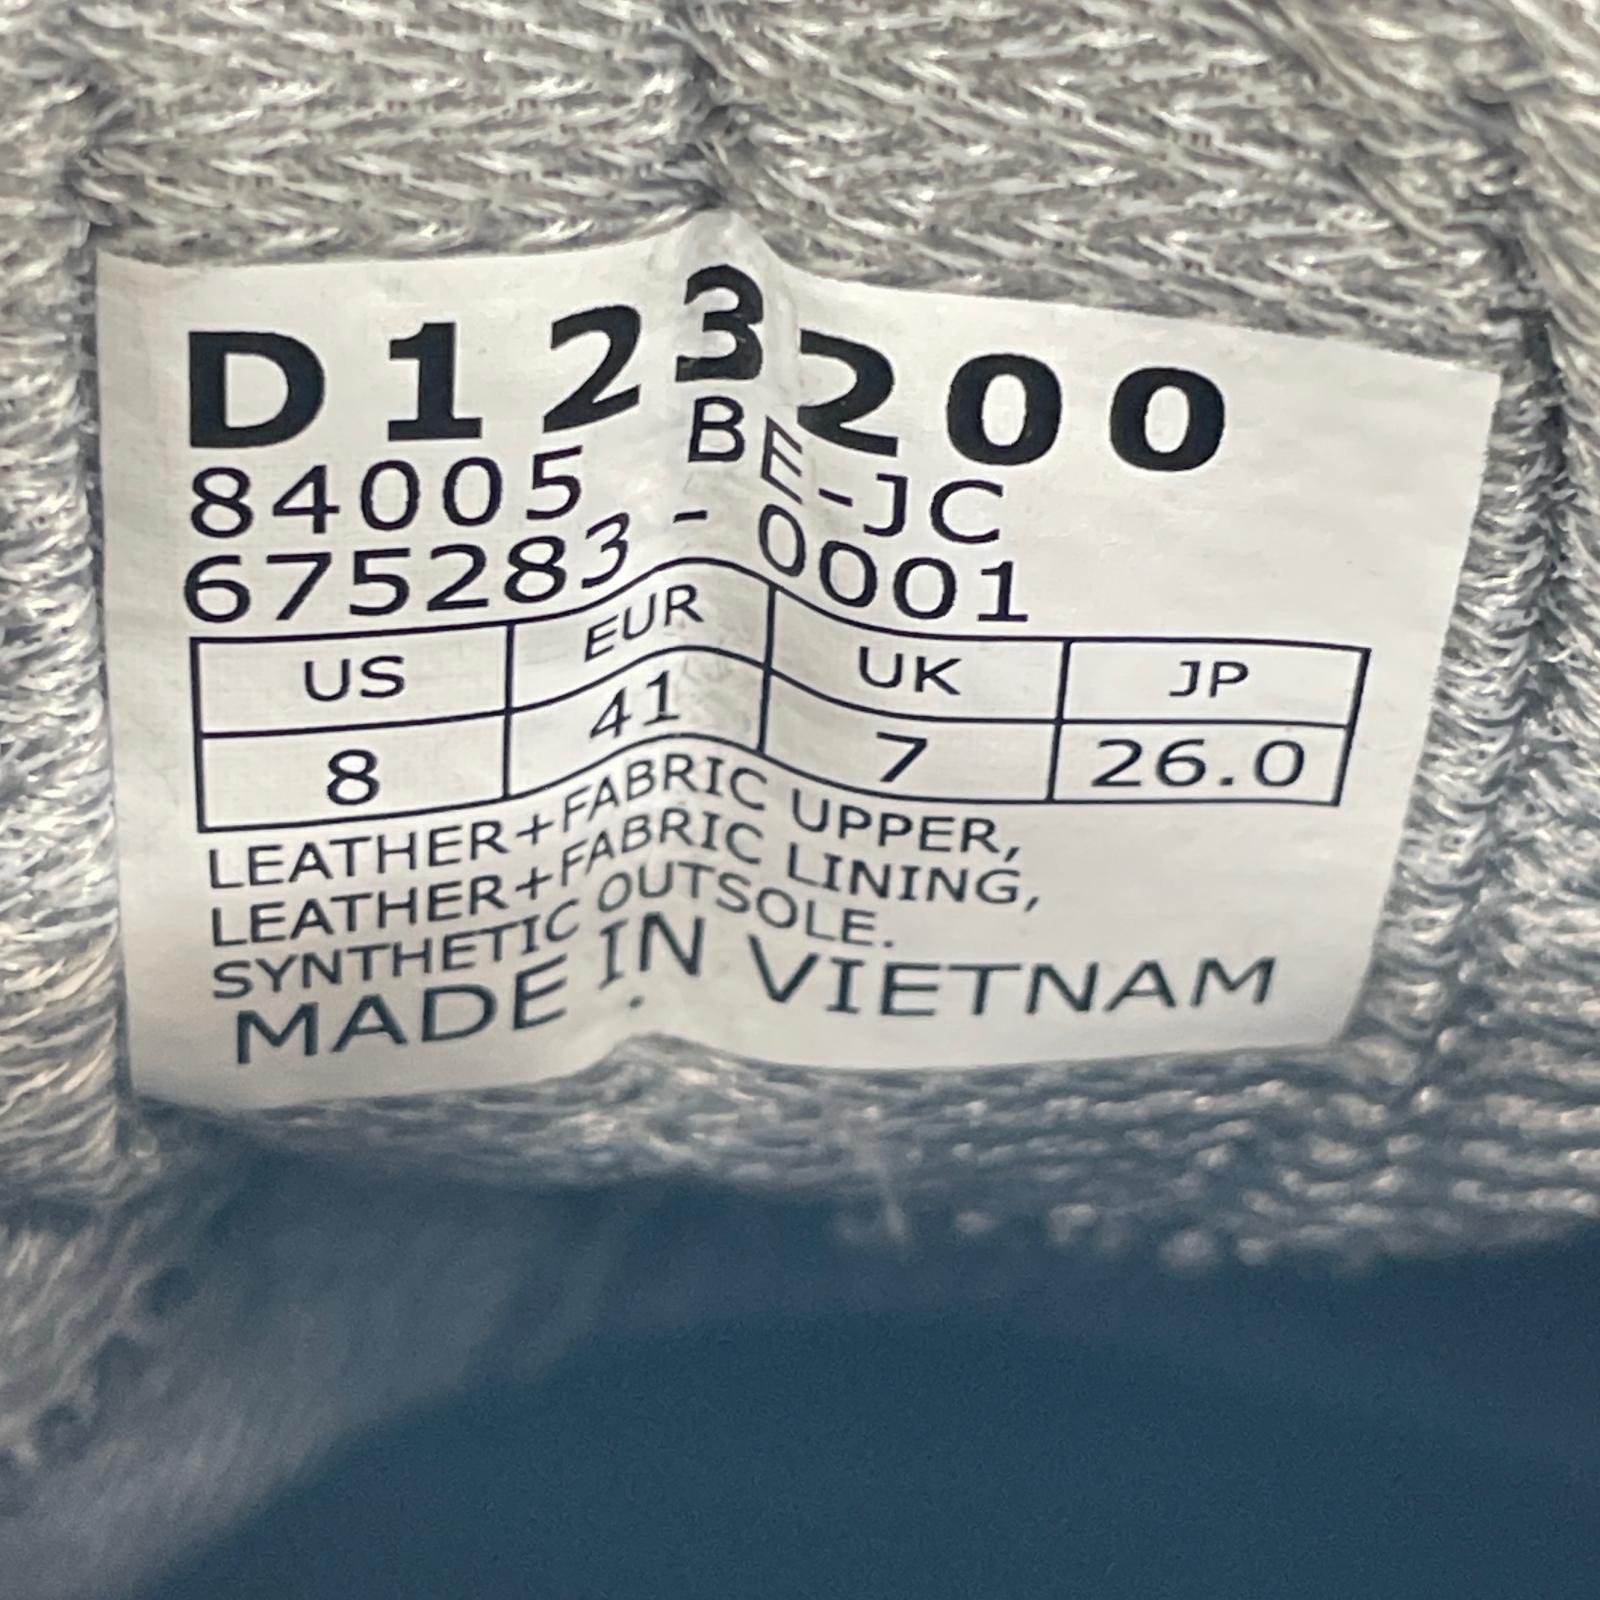 D123200
84005 BE-JC
675283-0001
US EUR UK JP
8 41 7 26.0
LEATHER+FABRIC UPPER,
LEATHER+FABRIC LINING,
SYNTHETIC OUTSOLE.
MADE IN VIETNAM